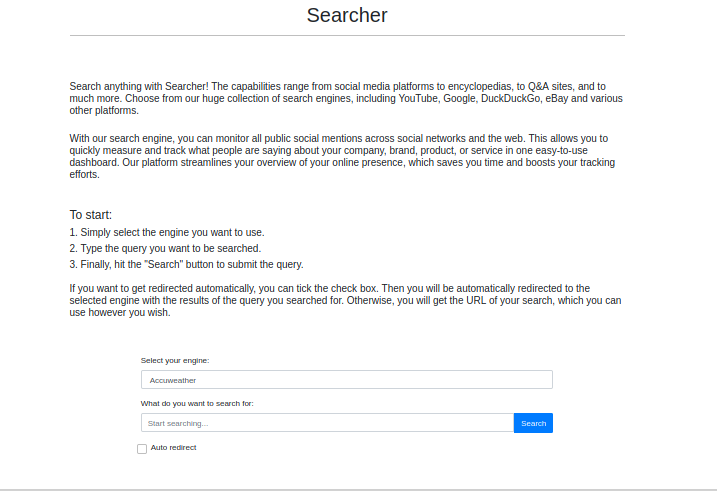 Searcher
Search anything with Searcher! The capabilities range from social media platforms to encyclopedias, to Q&A sites, and to
much more. Choose from our huge collection of search engines, including YouTube, Google, DuckDuckGo, eBay and various
other platforms.
With our search engine, you can monitor all public social mentions across social networks and the web. This allows you to
quickly measure and track what people are saying about your company, brand, product, or service in one easy-to-use
dashboard. Our platform streamlines your overview of your online presence, which saves you time and boosts your tracking
efforts.
To start:
1. Simply select the engine you want to use.
2. Type the query you want to be searched.
3. Finally, hit the "Search" button to submit the query.
If you want to get redirected automatically, you can tick the check box. Then you will be automatically redirected to the
selected engine with the results of the query you searched for. Otherwise, you will get the URL of your search, which you can
use however you wish.
Select your engine:
Accuweather
What do you want to search for:
Start searching... Search
Auto redirect